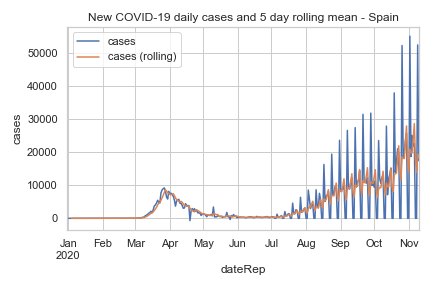 New COVID-19 daily cases and 5 day rolling mean - Spain
cases
cases (rolling)
50000
40000
30000
20000
10000
0
cases
Jan Feb Mar Apr May Jun Jul Aug Sep Oct Nov
2020
dateRep